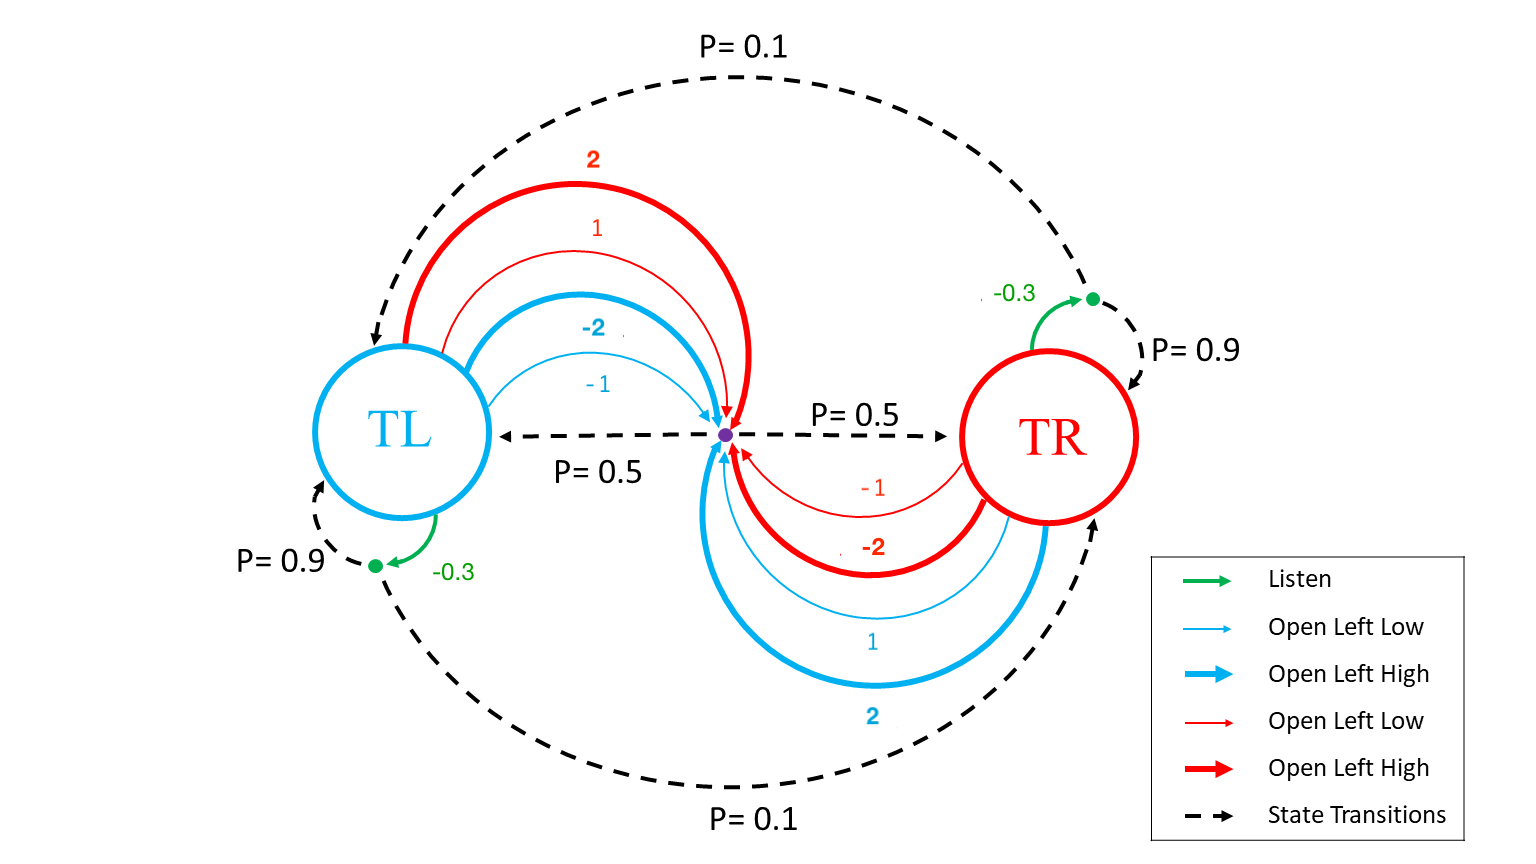 P= 0.1
2
1
-2
- 1
-0.3
P= 0.9
TL
P= 0.5
TR
P= 0.5
- 1
-2
P= 0.9
-0.3
1
2
P= 0.1
Listen
Open Left Low
Open Left High
Open Left Low
Open Left High
State Transitions